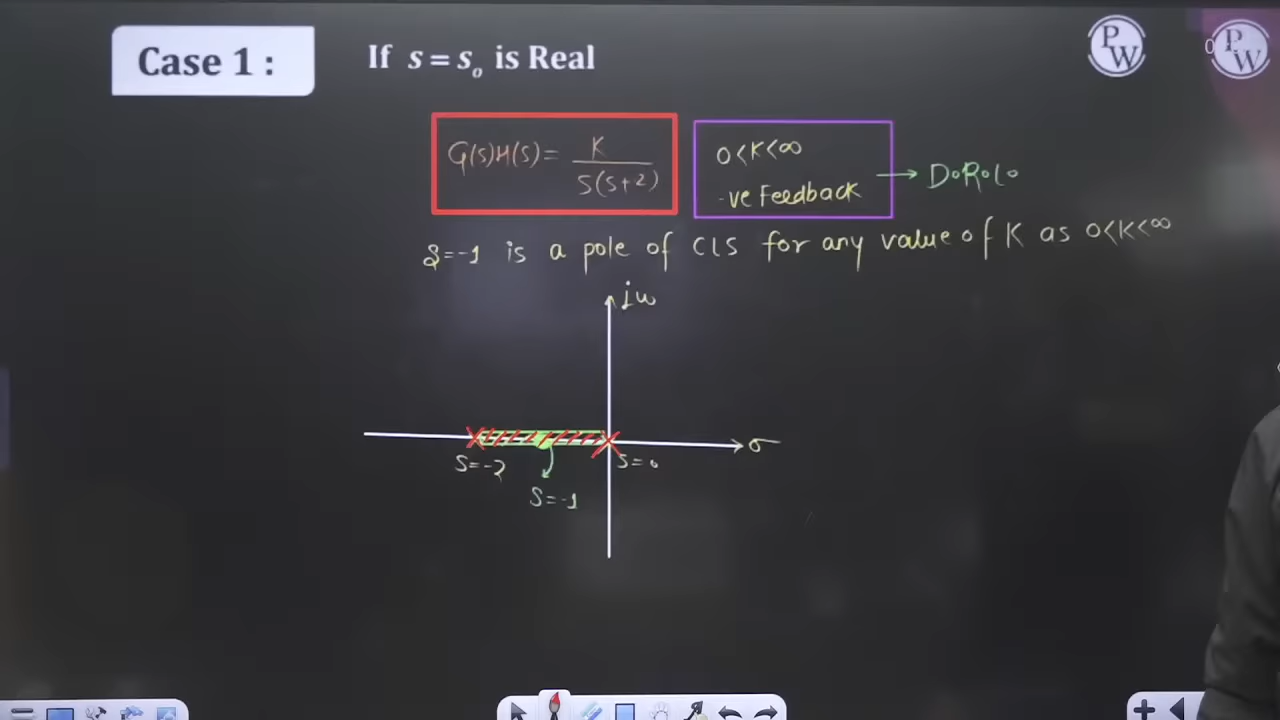 Case 1 :
If s = s₀ is Real
P W
P W
G(s)H(s) = K / S(S+2)
0<K<∞
-ve Feedback → D.R.L.
S=-1 is a pole of CLS for any value of K as 0<K<∞
jω
σ
S=-2
S=0
S=-1